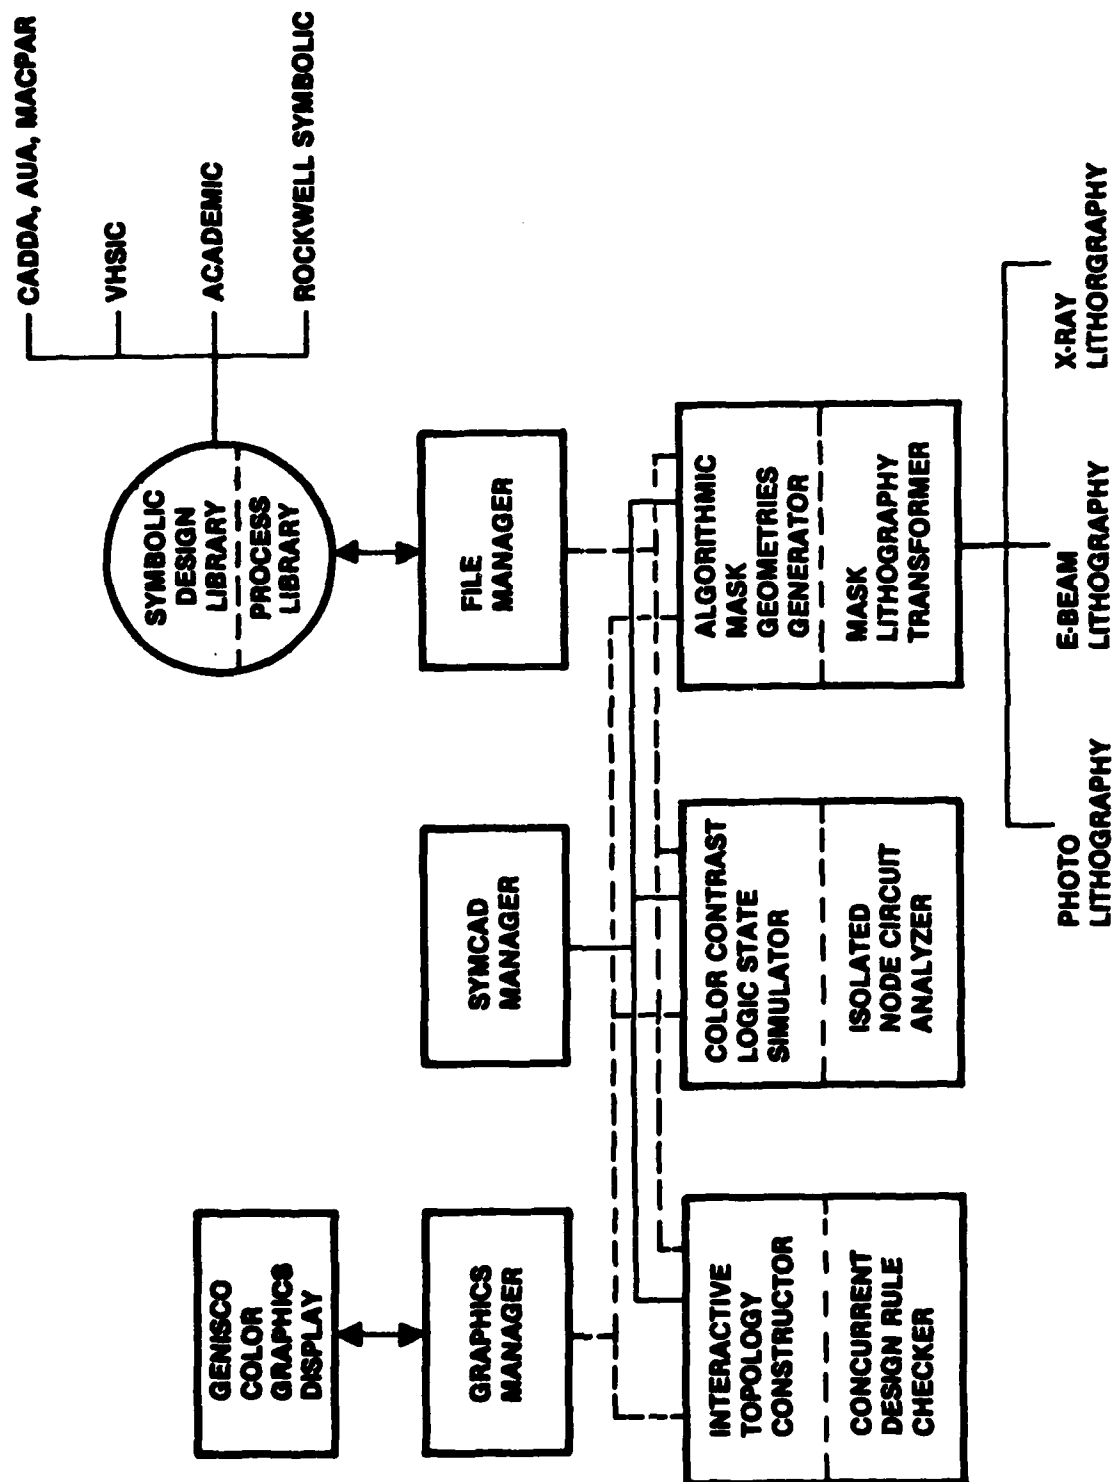 GENISCO
COLOR
GRAPHICS
DISPLAY
SYMBOLIC
DESIGN
LIBRARY
PROCESS
LIBRARY
CADDA, AUA, MACPAR
VHSIC
ACADEMIC
ROCKWELL SYMBOLIC
GRAPHICS
MANAGER
SYMCAD
MANAGER
FILE
MANAGER
INTERACTIVE
TOPOLOGY
CONSTRUCTOR
CONCURRENT
DESIGN RULE
CHECKER
COLOR CONTRAST
LOGIC STATE
SIMULATOR
ISOLATED
NODE CIRCUIT
ANALYZER
ALGORITHMIC
MASK
GEOMETRIES
GENERATOR
MASK
LITHOGRAPHY
TRANSFORMER
PHOTO
LITHOGRAPHY
E-BEAM
LITHOGRAPHY
X-RAY
LITHORGRAPHY